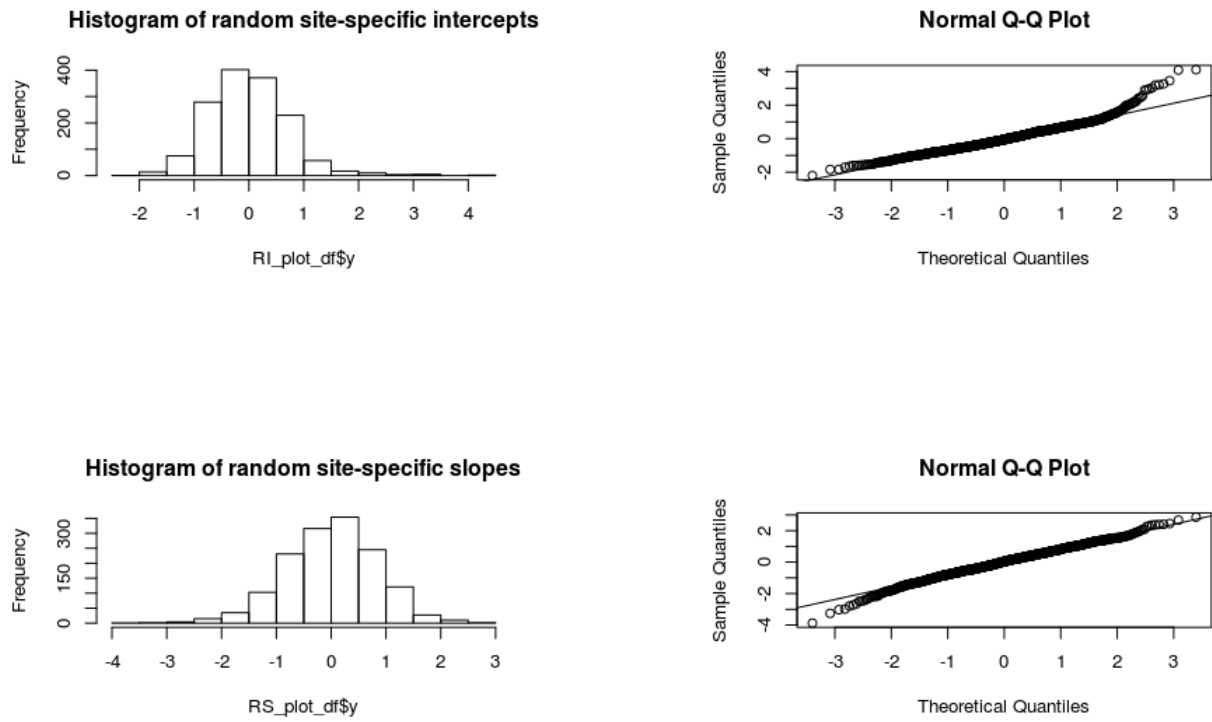 Histogram of random site-specific intercepts
Frequency
0 200 400
-2 -1 0 1 2 3 4
RI_plot_df$y
Normal Q-Q Plot
Sample Quantiles
-2 0 2 4
-3 -2 -1 0 1 2 3
Theoretical Quantiles
Histogram of random site-specific slopes
Frequency
0 150 300
-4 -3 -2 -1 0 1 2 3
RS_plot_df$y
Normal Q-Q Plot
Sample Quantiles
-4 -2 0 2
-3 -2 -1 0 1 2 3
Theoretical Quantiles